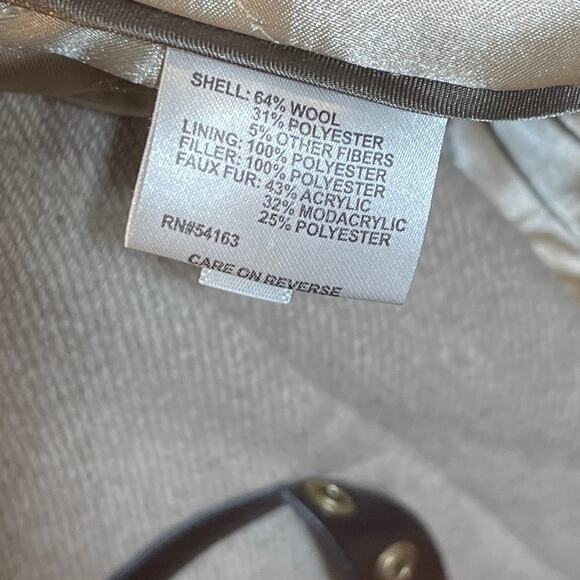 SHELL: 64% WOOL
31% POLYESTER
5% OTHER FIBERS
LINING: 100% POLYESTER
FILLER: 100% POLYESTER
FAUX FUR: 43% ACRYLIC
32% MODACRYLIC
25% POLYESTER
RN#54163
CARE ON REVERSE